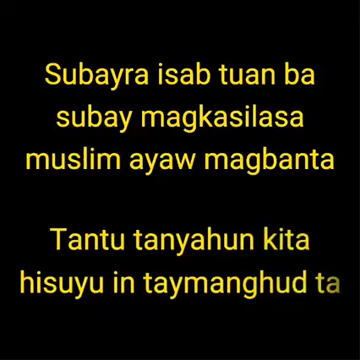 Subayra isab tuan ba
subay magkasilasa
muslim ayaw magbanta
Tantu tanyahun kita
hisuyu in taymanghud ta